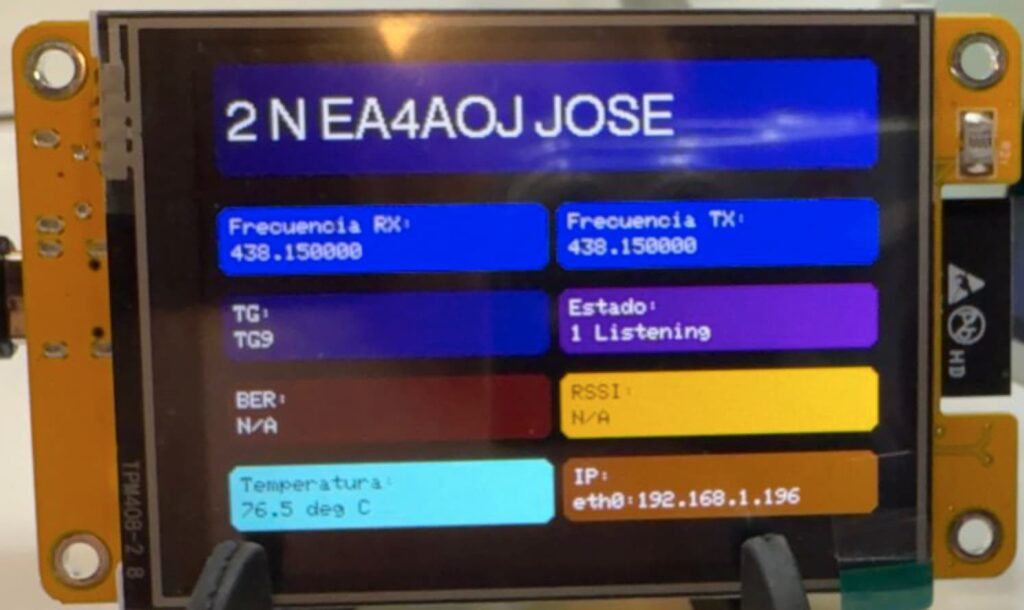 2 N EA4AOJ JOSE
Frecuencia RX:
438.150000
Frecuencia TX:
438.150000
TG:
TG9
Estado:
1 Listening
BER:
N/A
RSSI:
N/A
Temperatura:
76.5 deg C
IP:
eth0:192.168.1.196
TPM408-2 8
HD